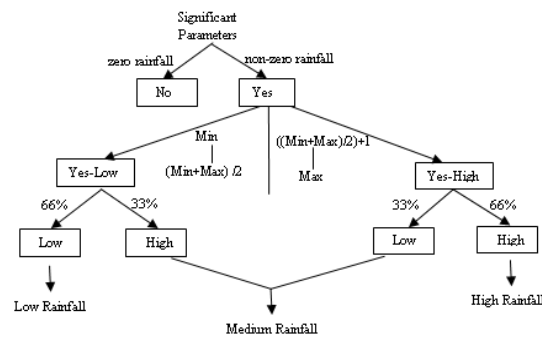 Significant
Parameters
zero rainfall
non-zero rainfall
No
Yes
Min
(Min+Max) /2
((Min+Max)/2)+1
Max
Yes-Low
Yes-High
66%
33%
33%
66%
Low
High
Low
High
Low Rainfall
High Rainfall
Medium Rainfall